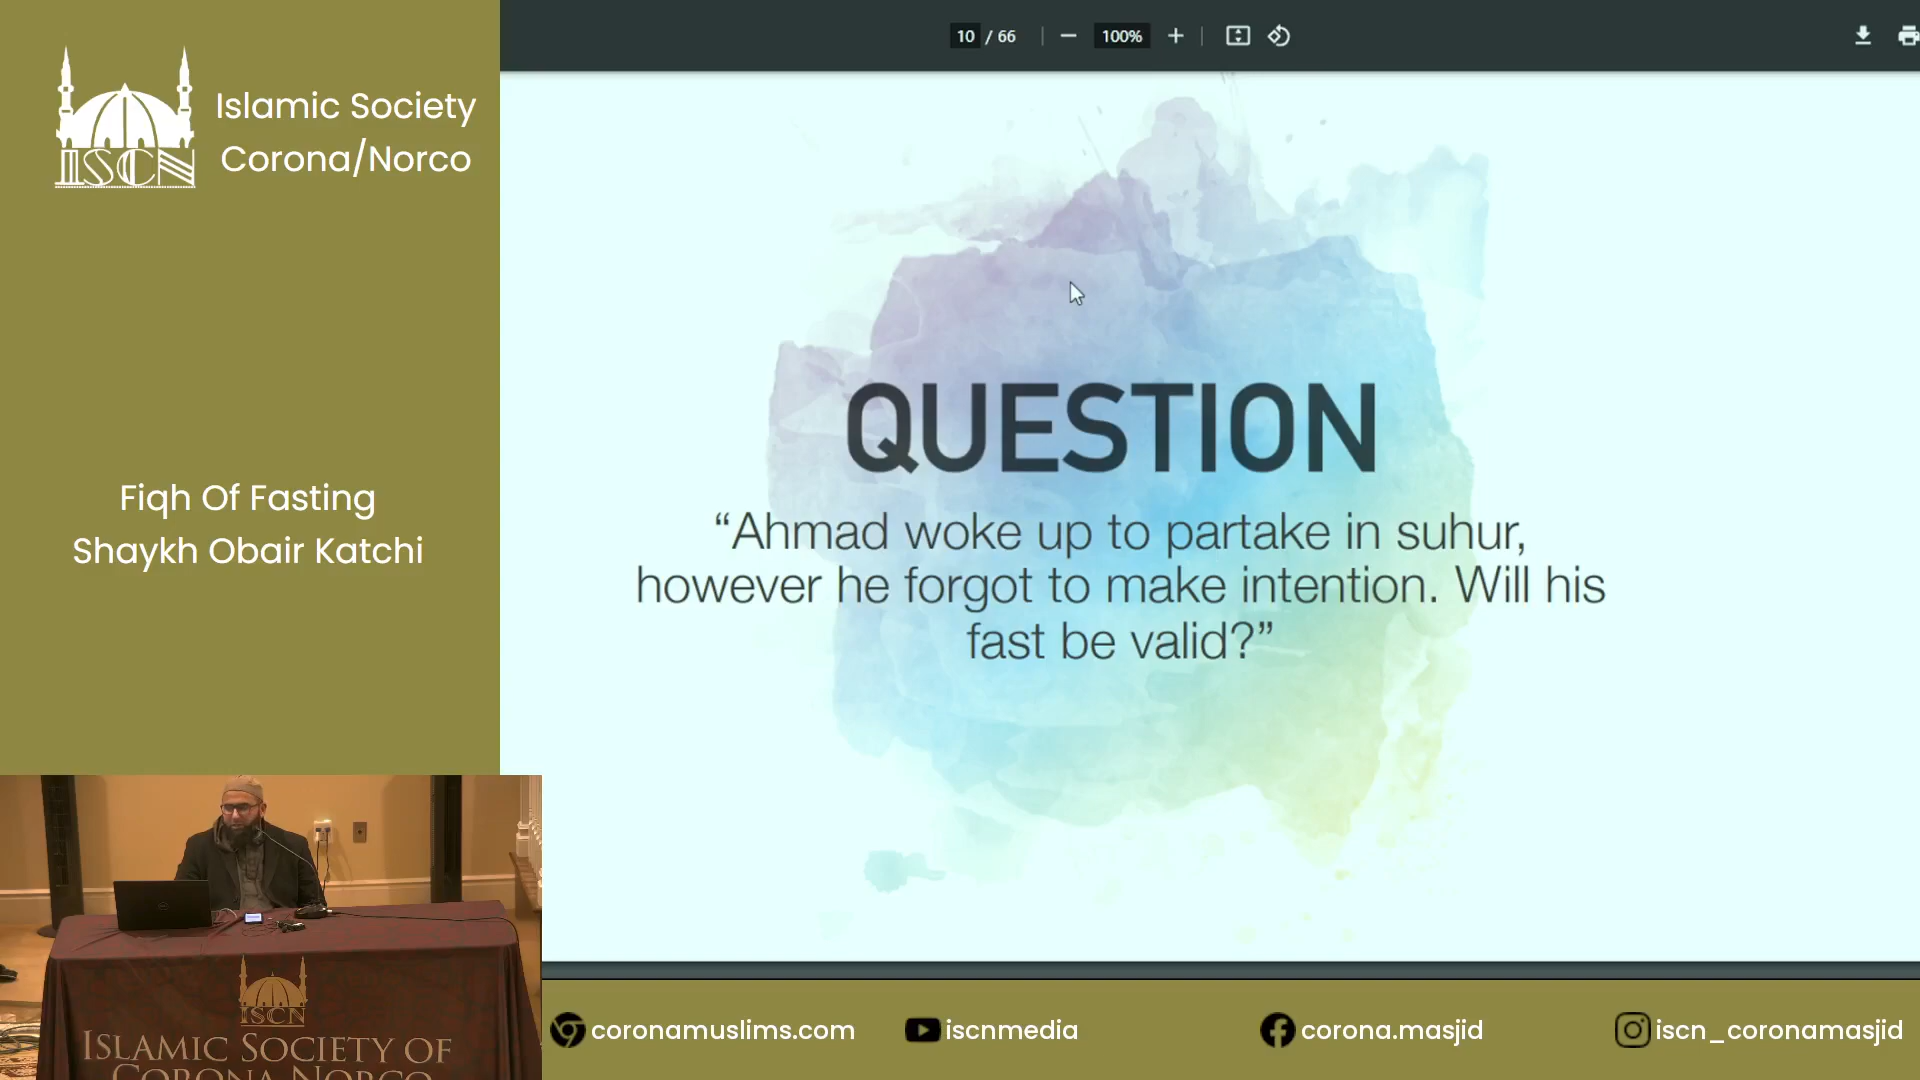 ISCN
Islamic Society
Corona/Norco
10 / 66
100%
QUESTION
“Ahmad woke up to partake in suhur,
however he forgot to make intention. Will his
fast be valid?”
Fiqh Of Fasting
Shaykh Obair Katchi
ISCN
ISLAMIC SOCIETY OF
CORONA NORCO
coronamuslims.com
iscnmedia
corona.masjid
iscn_coronamasjid